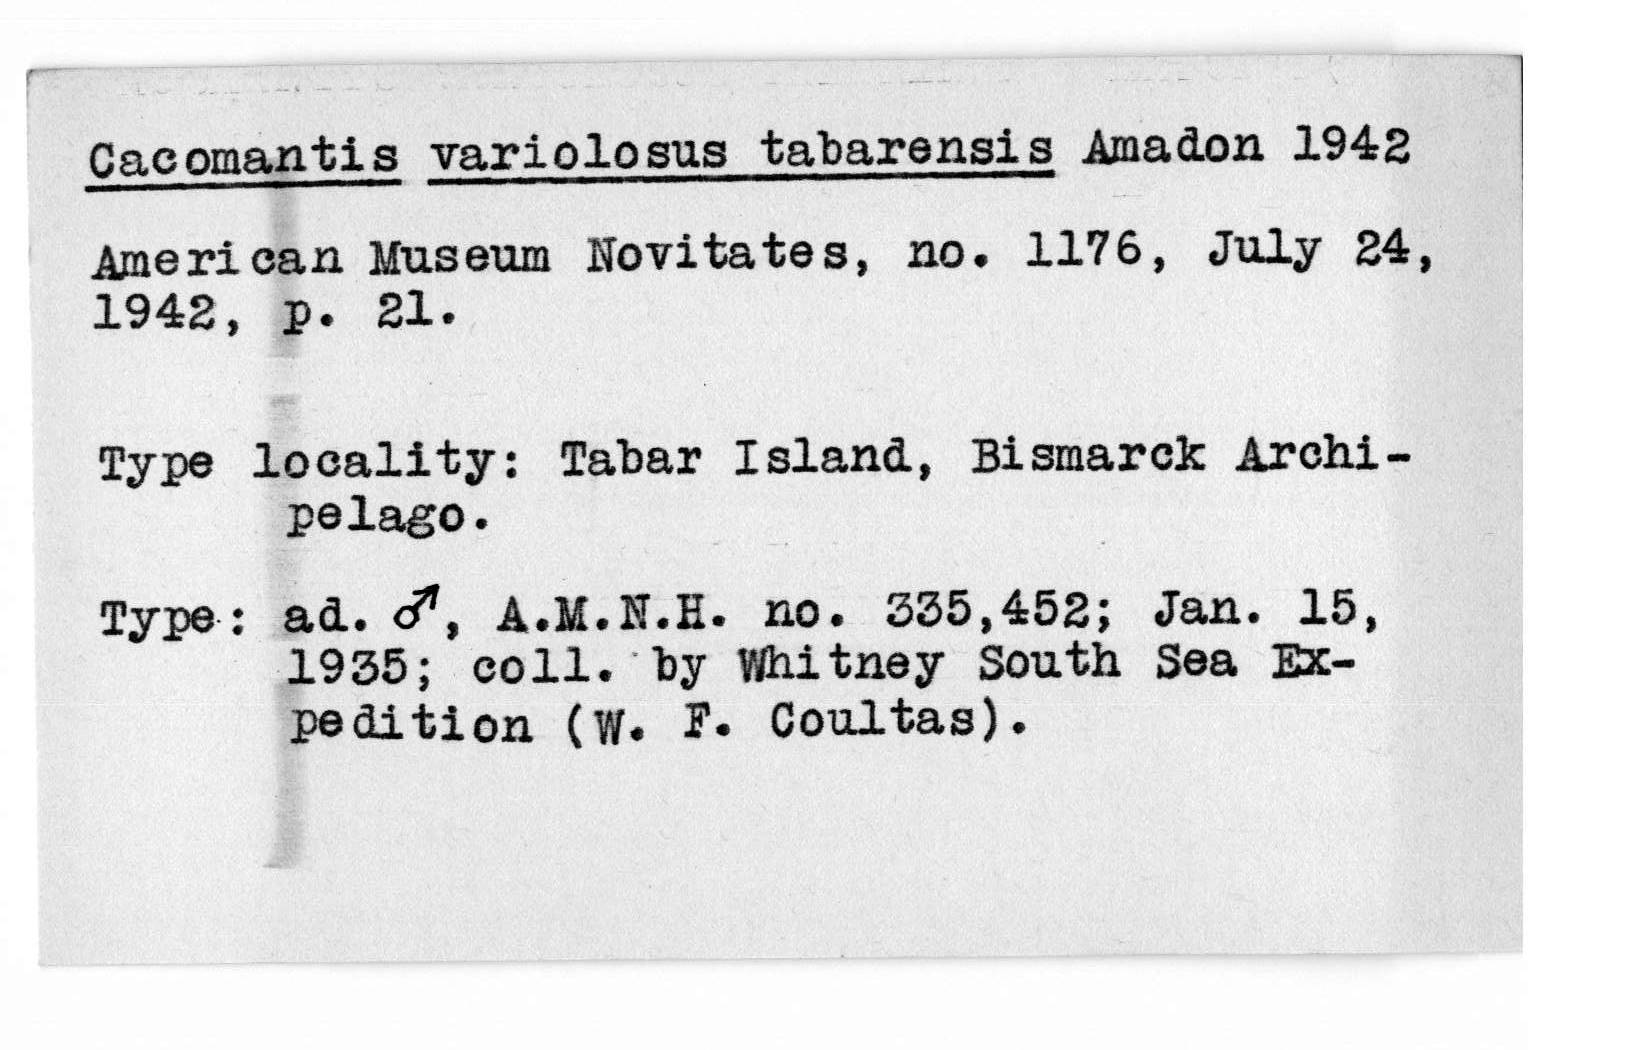 Cacomantis variolosus tabarensis Amadon 1942
American Museum Novitates, no. 1176, July 24,
1942, p. 21.
Type locality: Tabar Island, Bismarck Archi-
pelago.
Type: ad. ♂, A.M.N.H. no. 335,452; Jan. 15,
1935; coll. by Whitney South Sea Ex-
pedition (W. F. Coultas).